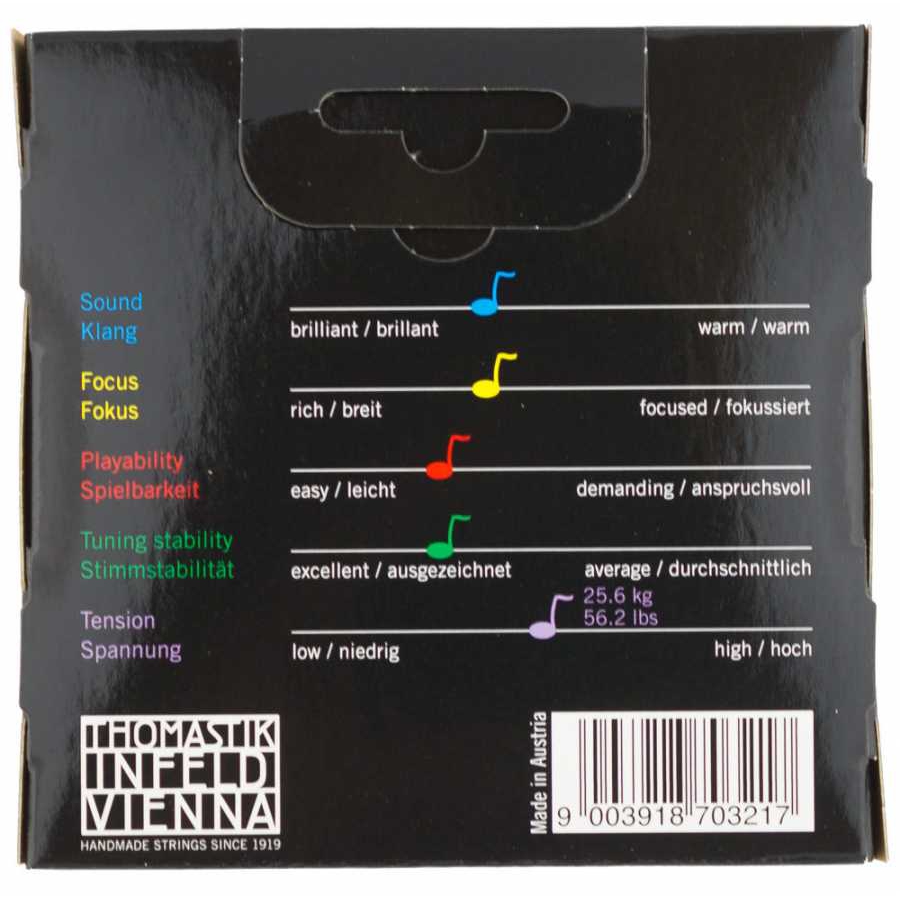 Sound
Klang
brilliant / brillant
warm / warm
Focus
Fokus
rich / breit
focused / fokussiert
Playability
Spielbarkeit
easy / leicht
demanding / anspruchsvoll
Tuning stability
Stimmstabilität
excellent / ausgezeichnet
average / durchschnittlich
Tension
Spannung
25.6 kg
56.2 lbs
low / niedrig
high / hoch
THOMASTIK
INFELD
VIENNA
HANDMADE STRINGS SINCE 1919
Made in Austria
9 003918 703217